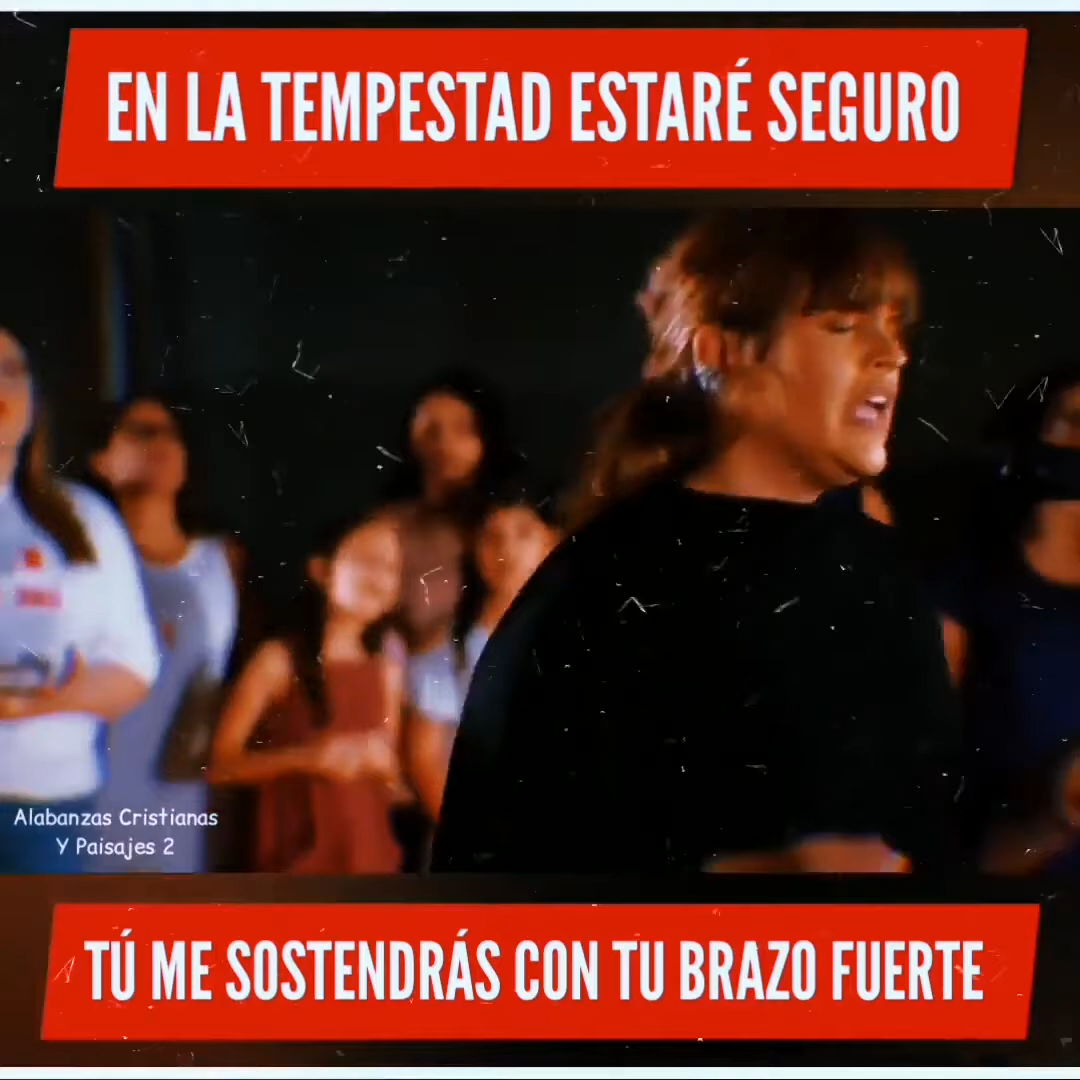 EN LA TEMPESTAD ESTARÉ SEGURO
Alabanzas Cristianas
Y Paisajes 2
TÚ ME SOSTENDRÁS CON TU BRAZO FUERTE